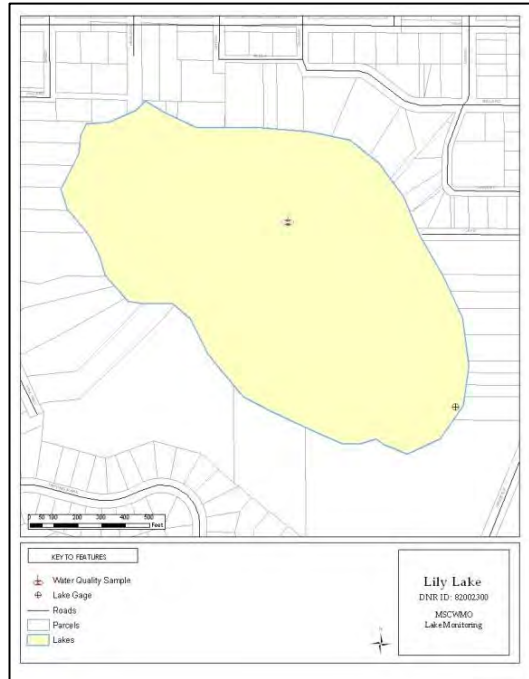 0 50 100 200 300 400 500
Feet
KEY TO FEATURES
Water Quality Sample
Lake Gage
Roads
Parcels
Lakes
Lily Lake
DNR ID: 82002300
MSCWMO
Lake Monitoring
N